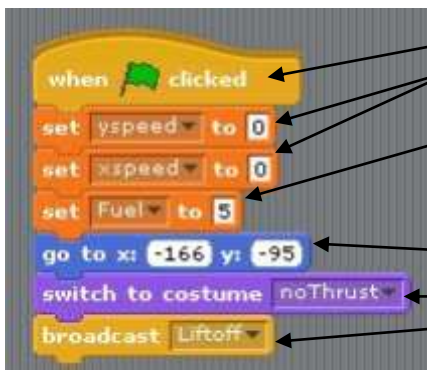 when clicked
set yspeed to 0
set xspeed to 0
set Fuel to 5
go to x: -166 y: -95
switch to costume noThrust
broadcast Liftoff